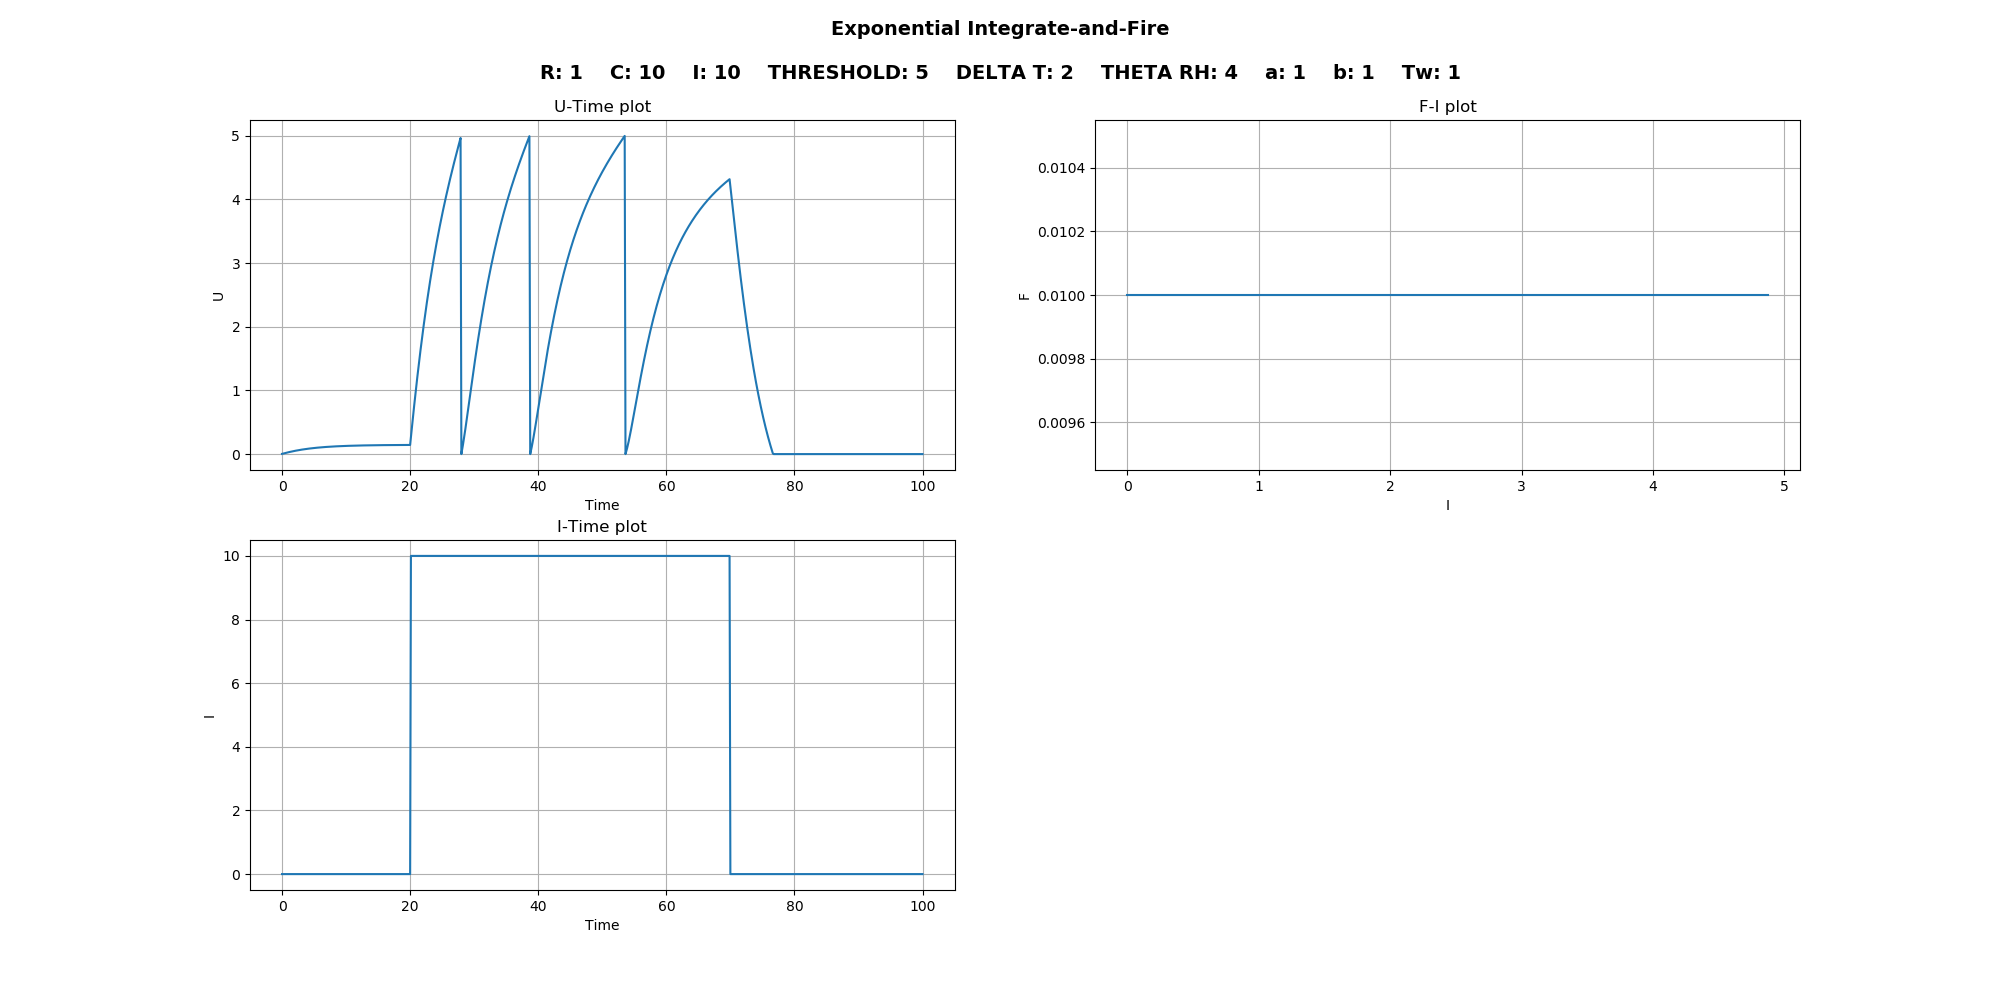 Exponential Integrate-and-Fire
R: 1 C: 10 I: 10 THRESHOLD: 5 DELTA T: 2 THETA RH: 4 a: 1 b: 1 Tw: 1
U-Time plot
5
4
3
2
1
0
U
0 20 40 60 80 100
Time
F-I plot
0.0104
0.0102
0.0100
0.0098
0.0096
F
0 1 2 3 4 5
I
I-Time plot
10
8
6
4
2
0
I
0 20 40 60 80 100
Time